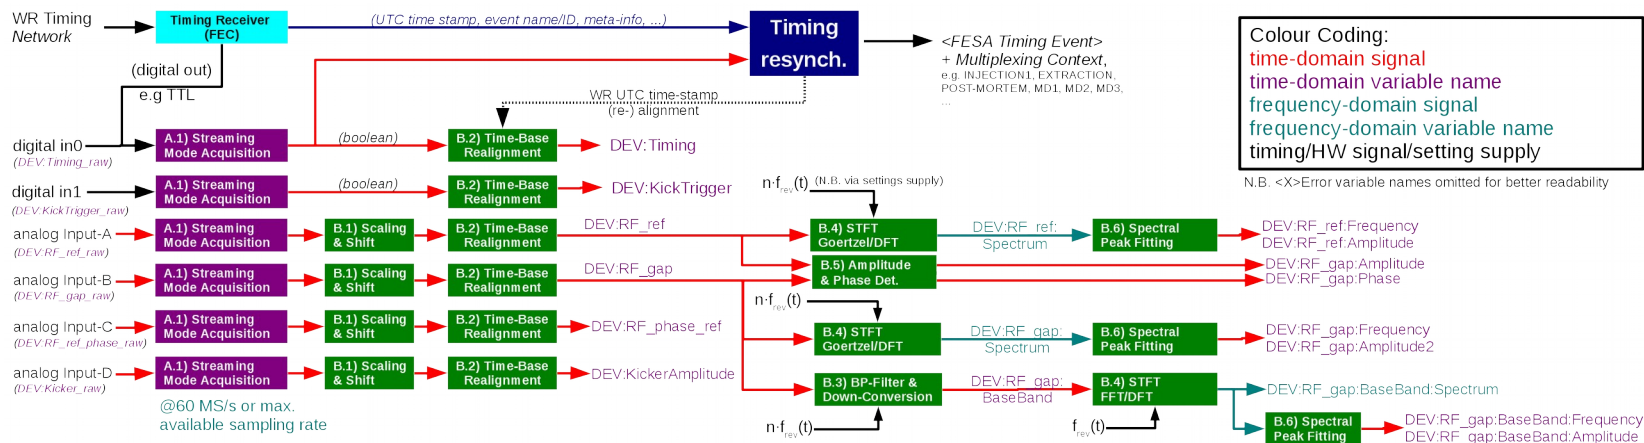 WR Timing
Network
Timing Receiver
(FEC)
(UTC time stamp, event name/ID, meta-info, ...)
Timing
resynch.
<FESA Timing Event>
+ Multiplexing Context,
e.g. INJECTION1, EXTRACTION,
POST-MORTEM, MD1, MD2, MD3,
...
Colour Coding:
time-domain signal
time-domain variable name
frequency-domain signal
frequency-domain variable name
timing/HW signal/setting supply
N.B. <X>Error variable names omitted for better readability
(digital out)
e.g TTL
WR UTC time-stamp
(re-) alignment
digital in0
(DEV:Timing_raw)
A.1) Streaming
Mode Acquisition
(boolean)
B.2) Time-Base
Realignment
DEV:Timing
digital in1
(DEV:KickTrigger_raw)
A.1) Streaming
Mode Acquisition
(boolean)
B.2) Time-Base
Realignment
DEV:KickTrigger
n·frev(t) (N.B. via settings supply)
analog Input-A
(DEV:RF_ref_raw)
A.1) Streaming
Mode Acquisition
B.1) Scaling
& Shift
B.2) Time-Base
Realignment
DEV:RF_ref
B.4) STFT
Goertzel/DFT
DEV:RF_ref:
Spectrum
B.6) Spectral
Peak Fitting
DEV:RF_ref:Frequency
DEV:RF_ref:Amplitude
analog Input-B
(DEV:RF_gap_raw)
A.1) Streaming
Mode Acquisition
B.1) Scaling
& Shift
B.2) Time-Base
Realignment
DEV:RF_gap
B.5) Amplitude
& Phase Det.
DEV:RF_gap:Amplitude
DEV:RF_gap:Phase
n·frev(t)
analog Input-C
(DEV:RF_ref_phase_raw)
A.1) Streaming
Mode Acquisition
B.1) Scaling
& Shift
B.2) Time-Base
Realignment
DEV:RF_phase_ref
B.4) STFT
Goertzel/DFT
DEV:RF_gap:
Spectrum
B.6) Spectral
Peak Fitting
DEV:RF_gap:Frequency
DEV:RF_gap:Amplitude2
analog Input-D
(DEV:Kicker_raw)
A.1) Streaming
Mode Acquisition
B.1) Scaling
& Shift
B.2) Time-Base
Realignment
DEV:KickerAmplitude
B.3) BP-Filter &
Down-Conversion
DEV:RF_gap:
BaseBand
B.4) STFT
FFT/DFT
DEV:RF_gap:BaseBand:Spectrum
@60 MS/s or max.
available sampling rate
n·frev(t)
frev(t)
B.6) Spectral
Peak Fitting
DEV:RF_gap:BaseBand:Frequency
DEV:RF_gap:BaseBand:Amplitude